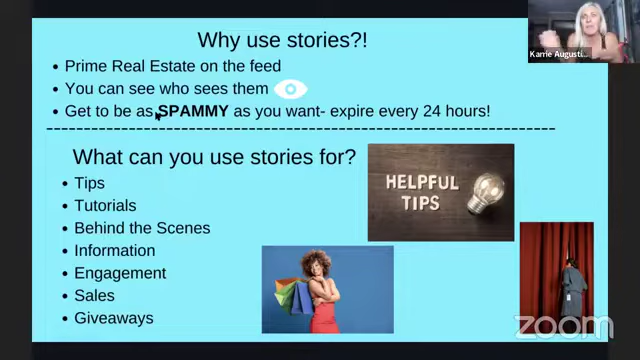 Why use stories?!
Prime Real Estate on the feed
You can see who sees them
Get to be as SPAMMY as you want- expire every 24 hours!
What can you use stories for?
Tips
Tutorials
Behind the Scenes
Information
Engagement
Sales
Giveaways
HELPFUL
TIPS
Karrie Augusti...
zoom